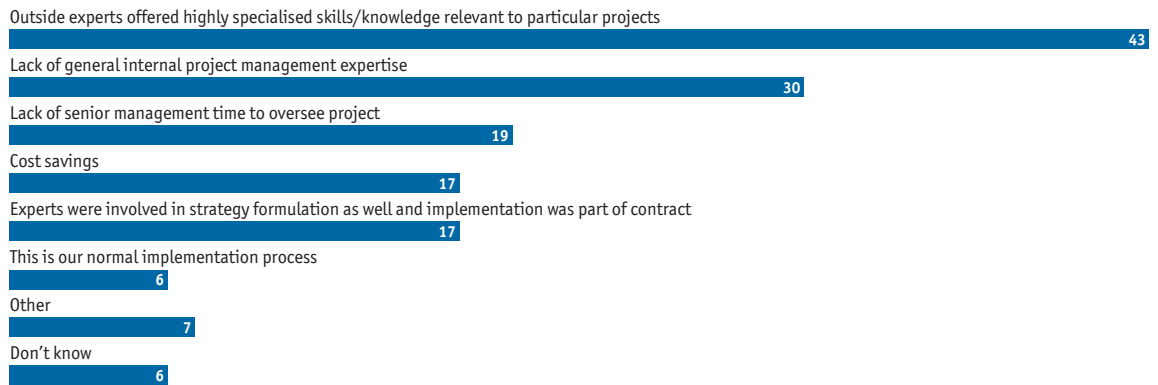 Outside experts offered highly specialised skills/knowledge relevant to particular projects
43
Lack of general internal project management expertise
30
Lack of senior management time to oversee project
19
Cost savings
17
Experts were involved in strategy formulation as well and implementation was part of contract
17
This is our normal implementation process
6
Other
7
Don’t know
6